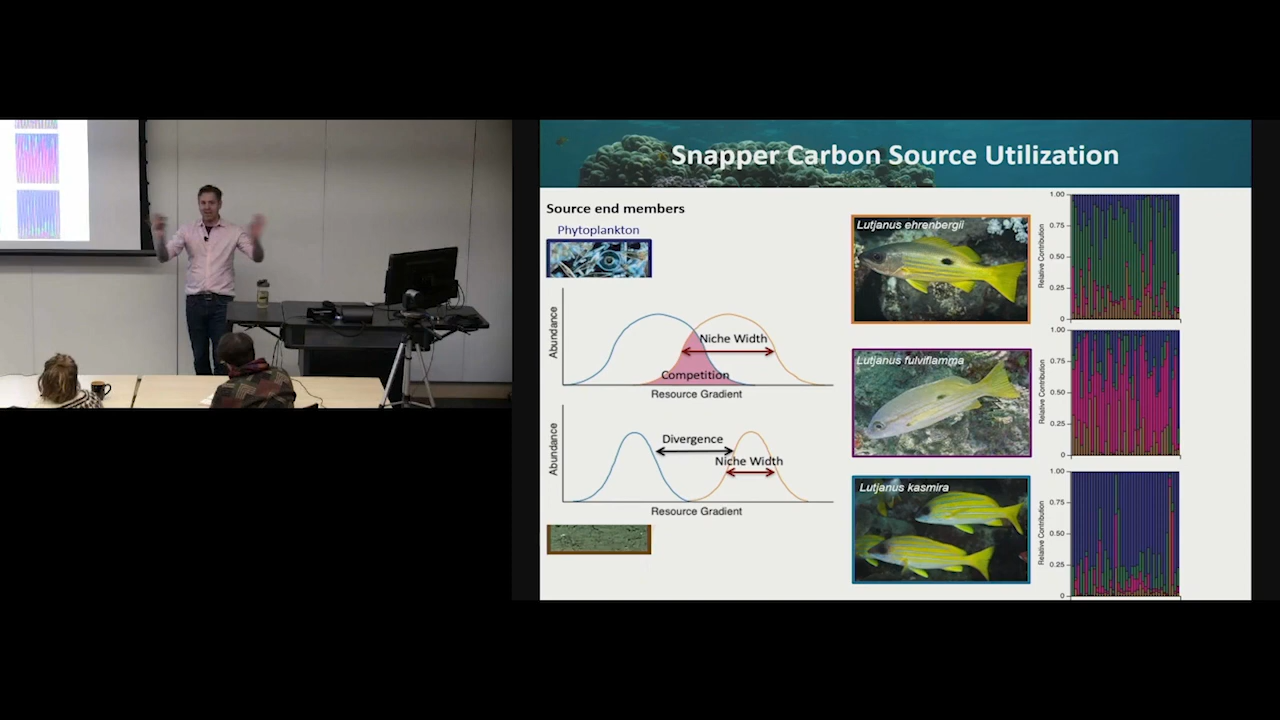 Snapper Carbon Source Utilization
Source end members
Phytoplankton
Abundance
Niche Width
Competition
Resource Gradient
Abundance
Divergence
Niche Width
Resource Gradient
Lutjanus ehrenbergii
Relative Contribution
1.00
0.75
0.50
0.25
0
Lutjanus fulviflamma
Relative Contribution
1.00
0.75
0.50
0.25
0
Lutjanus kasmira
Relative Contribution
1.00
0.75
0.50
0.25
0